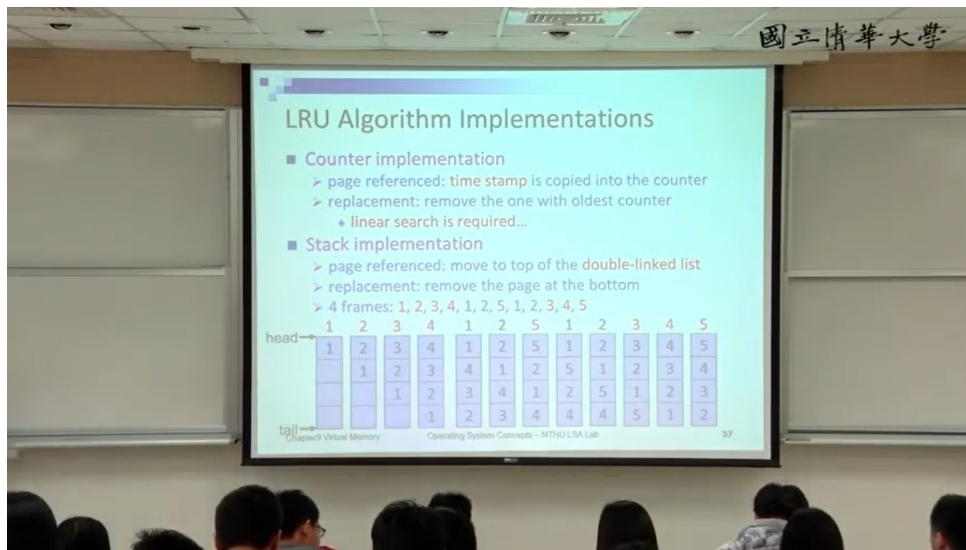 國立清華大學
LRU Algorithm Implementations
■ Counter implementation
➢ page referenced: time stamp is copied into the counter
➢ replacement: remove the one with oldest counter
◆ linear search is required…
■ Stack implementation
➢ page referenced: move to top of the double-linked list
➢ replacement: remove the page at the bottom
➢ 4 frames: 1, 2, 3, 4, 1, 2, 5, 1, 2, 3, 4, 5
1 2 3 4 1 2 5 1 2 3 4 5
head
1 2 3 4 1 2 5 1 2 3 4 5
1 2 3 4 1 2 5 1 2 3 4
1 2 3 4 1 2 5 1 2 3
1 2 3 4 4 4 5 1 2
tail
Chapter9 Virtual Memory Operating System Concepts – NTHU LSA Lab 37